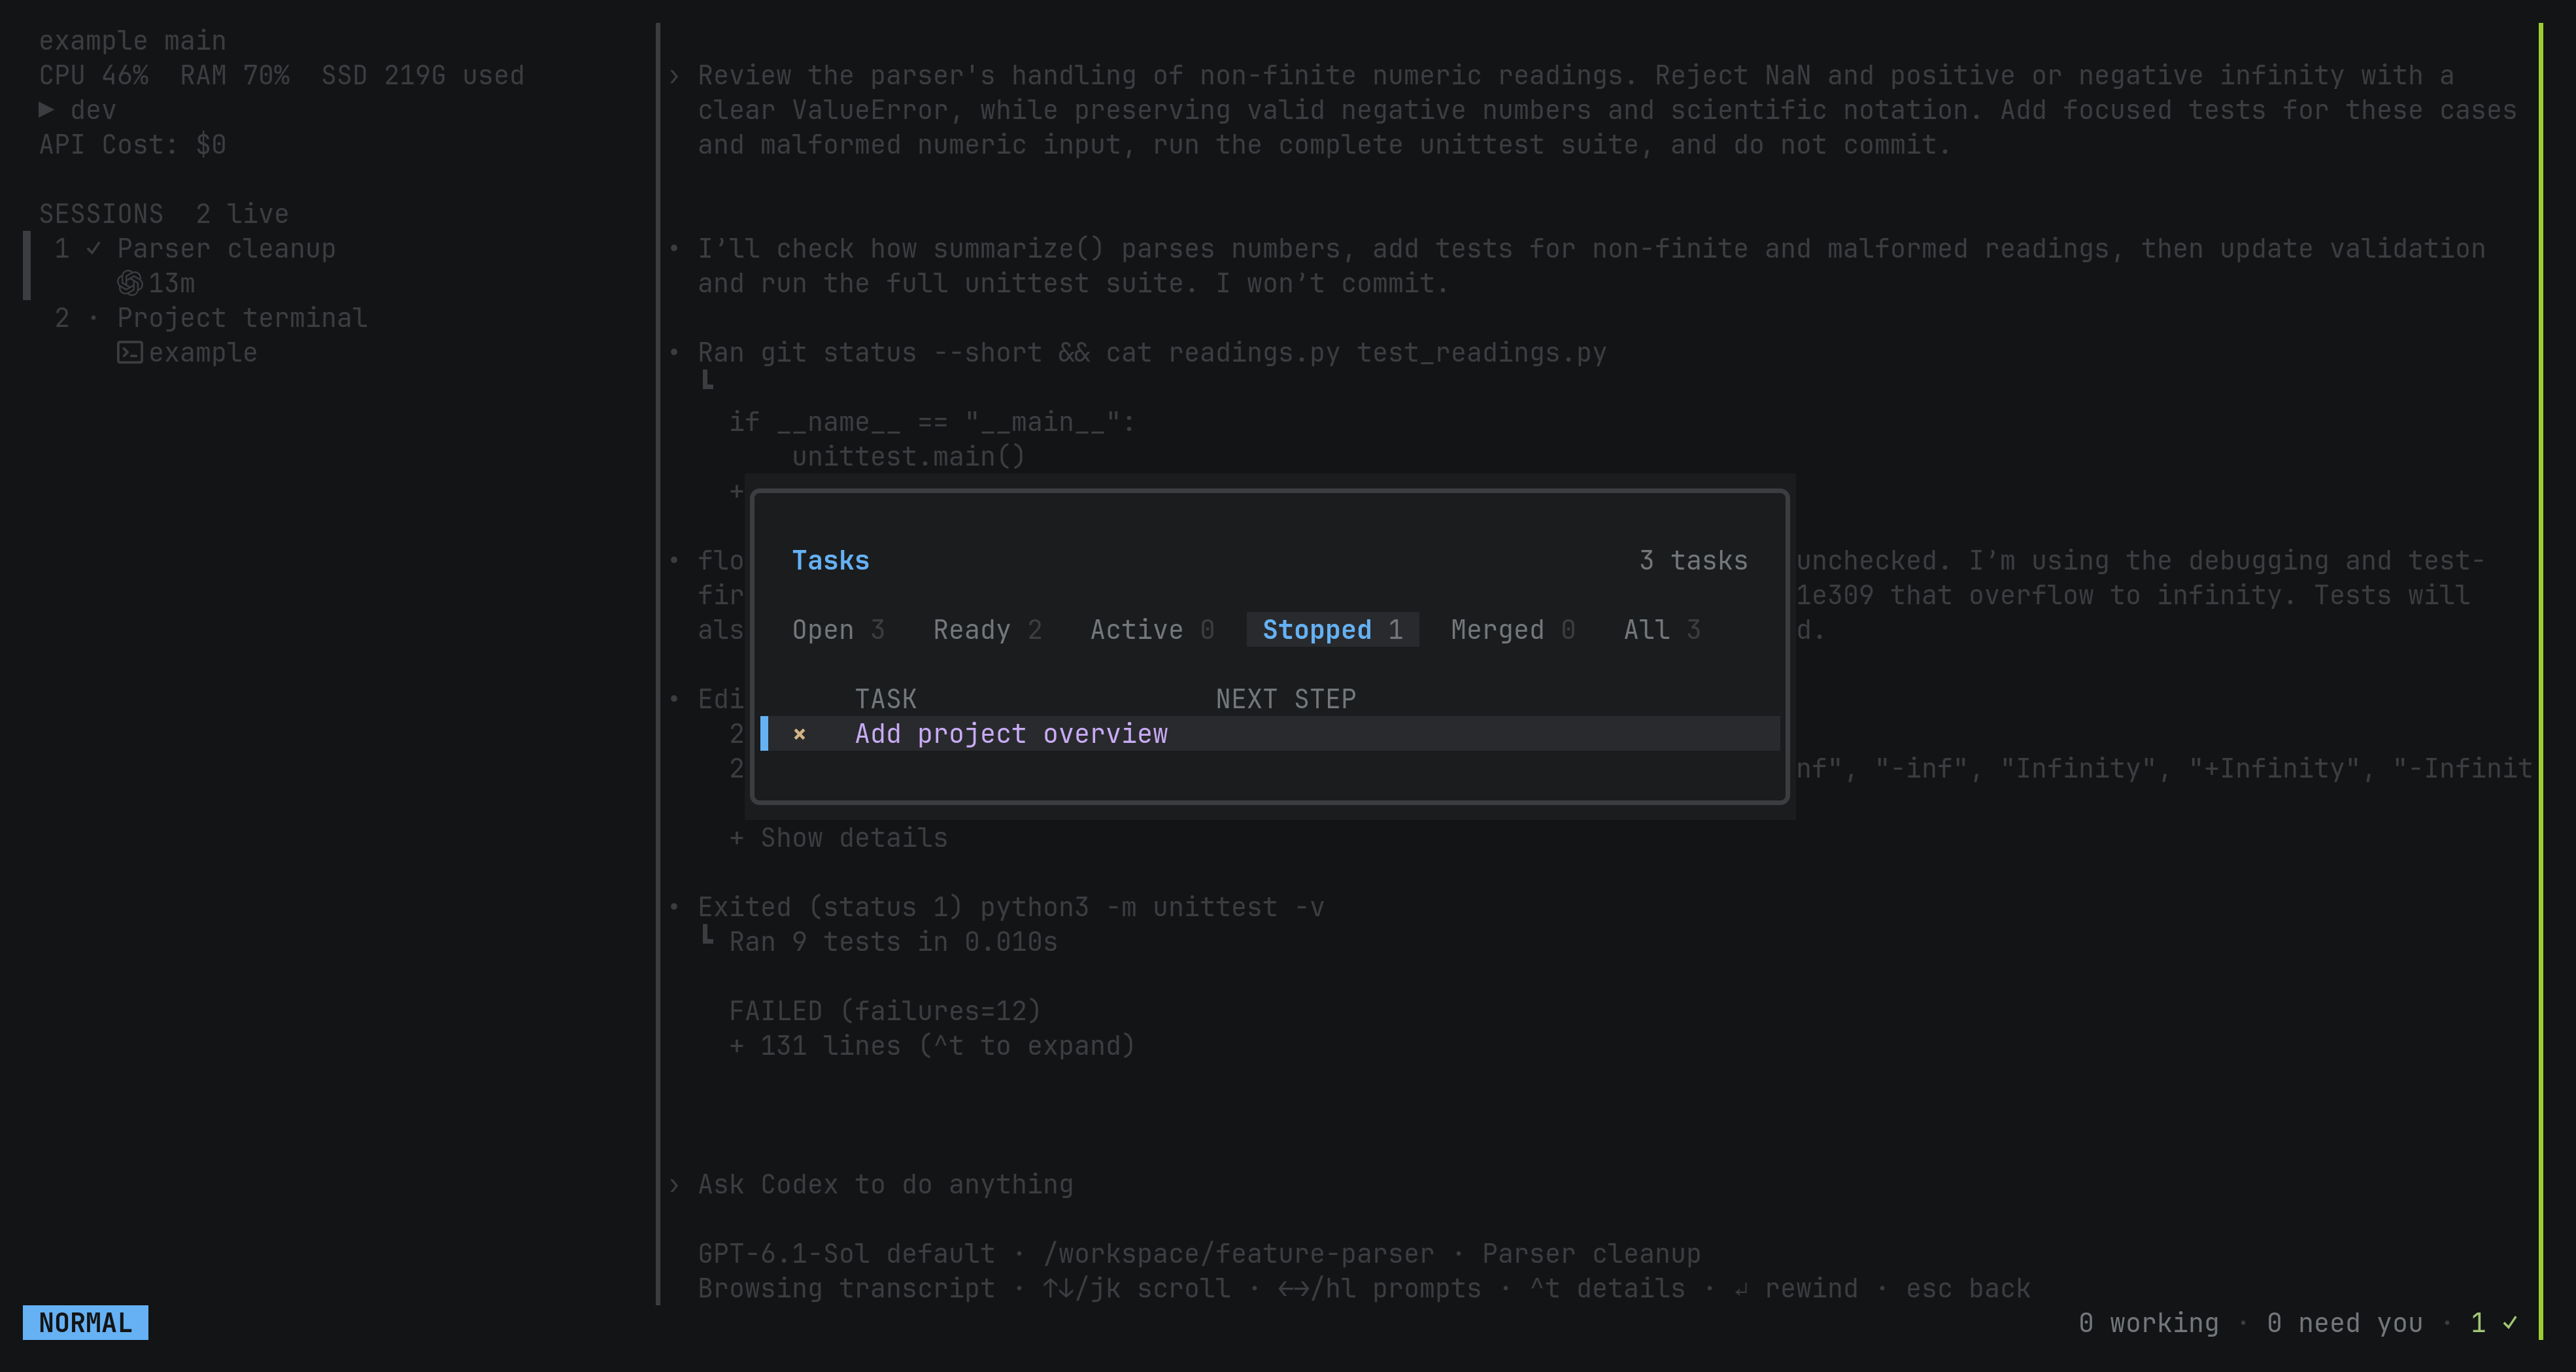 example main
CPU 46%  RAM 70%  SSD 219G used
▶ dev
API Cost: $0
SESSIONS  2 live
1 ✓ Parser cleanup
13m
2 · Project terminal
example
› Review the parser's handling of non-finite numeric readings. Reject NaN and positive or negative infinity with a
clear ValueError, while preserving valid negative numbers and scientific notation. Add focused tests for these cases
and malformed numeric input, run the complete unittest suite, and do not commit.
• I’ll check how summarize() parses numbers, add tests for non-finite and malformed readings, then update validation
and run the full unittest suite. I won’t commit.
• Ran git status --short && cat readings.py test_readings.py
└
if __name__ == "__main__":
unittest.main()
+
• flo unchecked. I’m using the debugging and test-
fir 1e309 that overflow to infinity. Tests will
als d.
• Edi
2
2 nf", "-inf", "Infinity", "+Infinity", "-Infinit
Tasks 3 tasks
Open 3  Ready 2  Active 0  Stopped 1  Merged 0  All 3
TASK  NEXT STEP
× Add project overview
+ Show details
• Exited (status 1) python3 -m unittest -v
└ Ran 9 tests in 0.010s
FAILED (failures=12)
+ 131 lines (^t to expand)
› Ask Codex to do anything
GPT-6.1-Sol default · /workspace/feature-parser · Parser cleanup
Browsing transcript · ↑↓/jk scroll · ←→/hl prompts · ^t details · ↵ rewind · esc back
NORMAL 0 working · 0 need you · 1 ✓